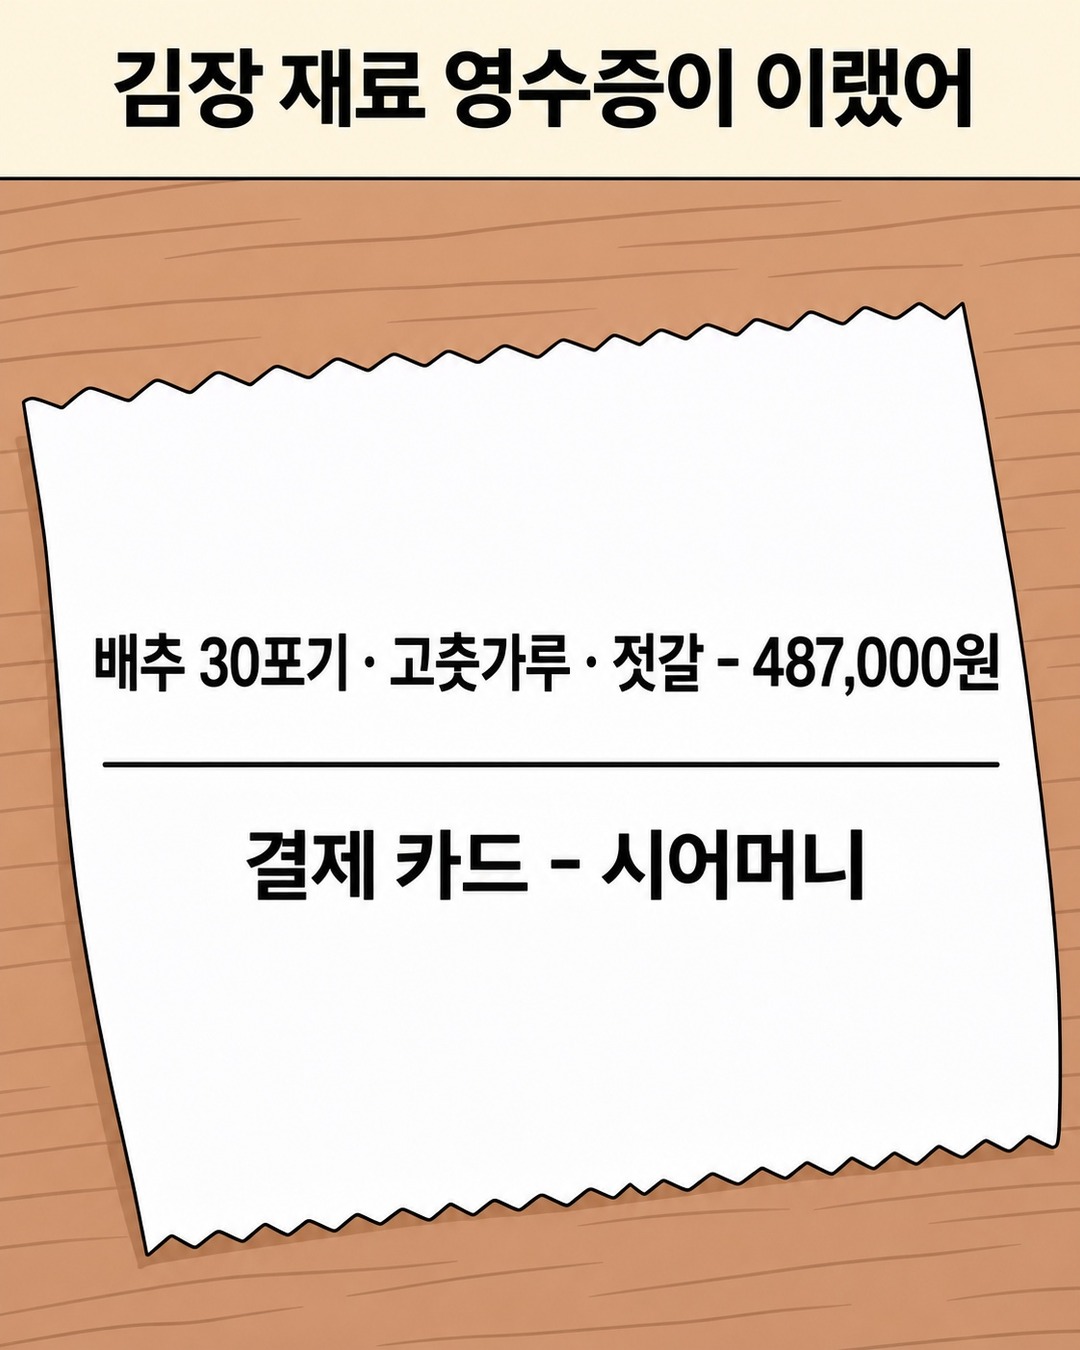 김장 재료 영수증이 이랬어
배추 30포기 · 고춧가루 · 젓갈 - 487,000원
결제 카드 - 시어머니